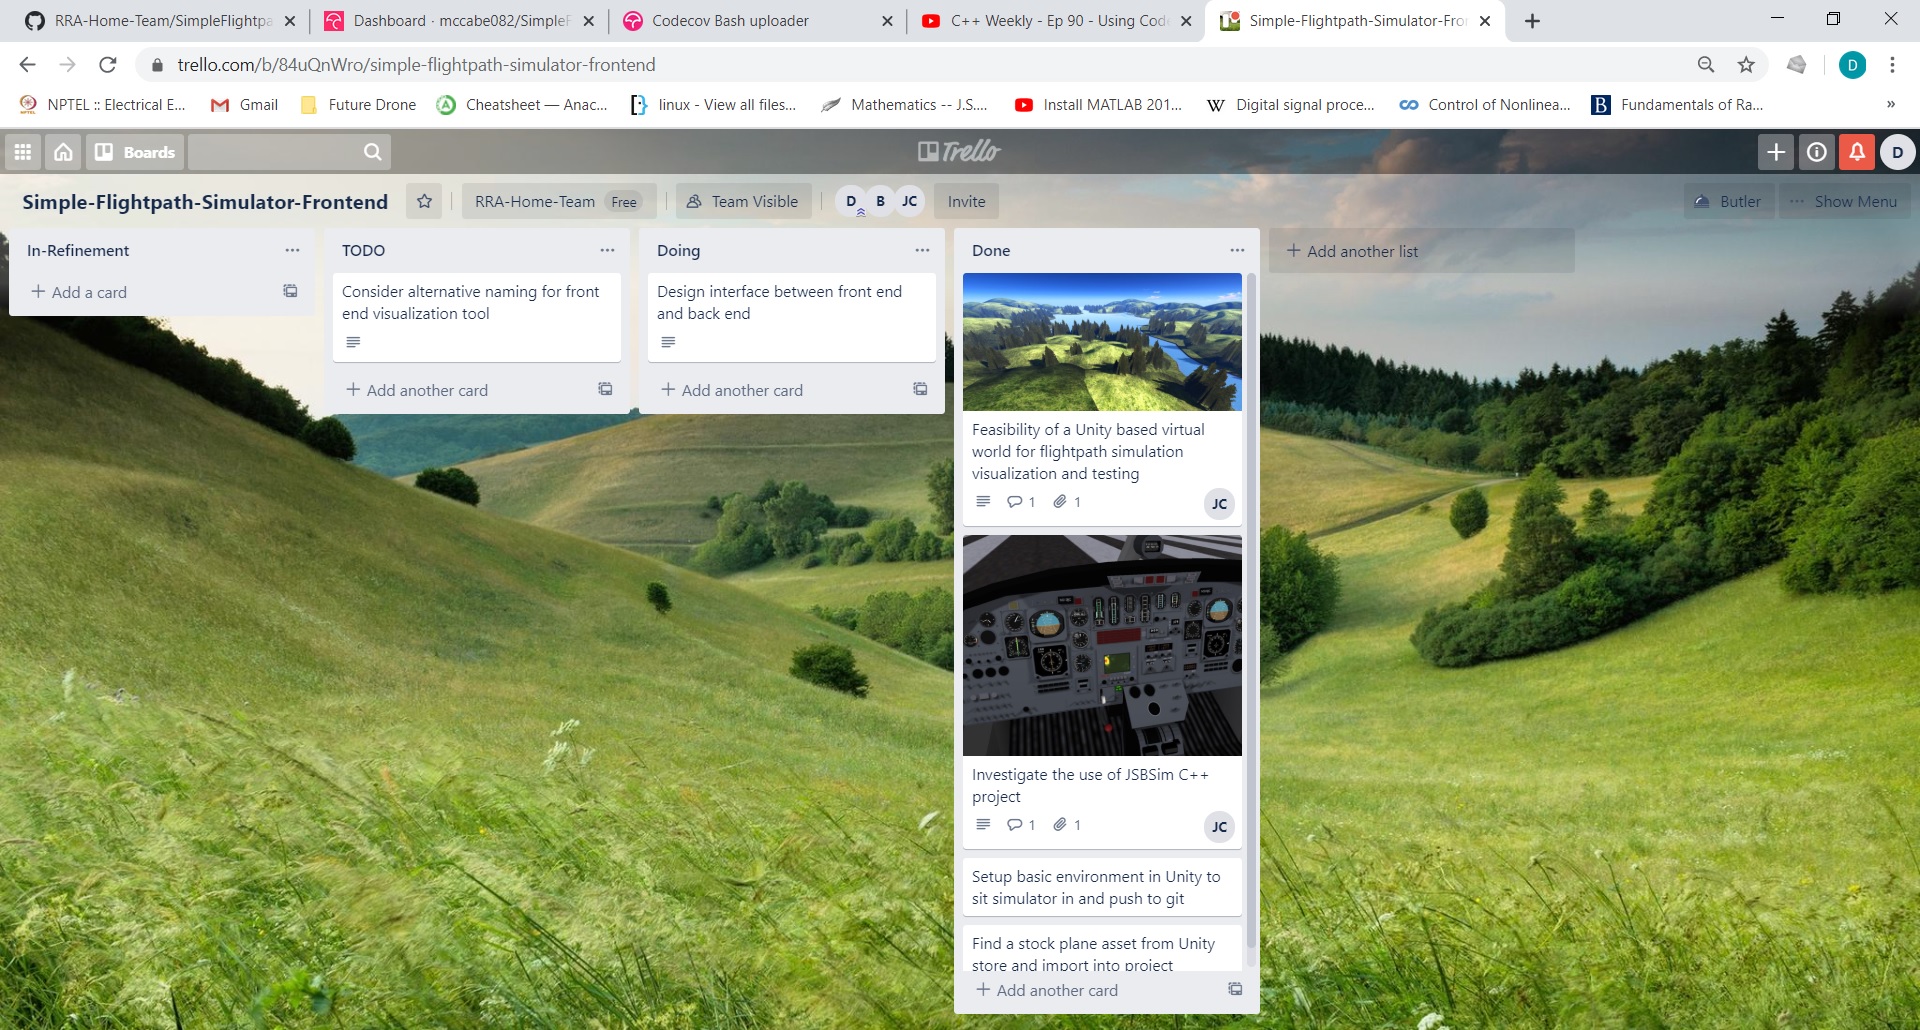 RRA-Home-Team/SimpleFlightpa
Dashboard · mccabe082/SimpleF
Codecov Bash uploader
C++ Weekly - Ep 90 - Using Cod
Simple-Flightpath-Simulator-Fron
trello.com/b/84uQnWro/simple-flightpath-simulator-frontend
D
NPTEL :: Electrical E...
Gmail
Future Drone
Cheatsheet — Anac...
linux - View all files...
Mathematics -- J.S....
Install MATLAB 201...
W
Digital signal proce...
Control of Nonlinea...
B
Fundamentals of Ra...
»
Boards
Trello
D
Simple-Flightpath-Simulator-Frontend
RRA-Home-Team Free
Team Visible
D B JC
Invite
Butler
Show Menu
In-Refinement
Add a card
TODO
Consider alternative naming for front
end visualization tool
Add another card
Doing
Design interface between front end
and back end
Add another card
Done
Feasibility of a Unity based virtual
world for flightpath simulation
visualization and testing
1 1 JC
Investigate the use of JSBSim C++
project
1 1 JC
Setup basic environment in Unity to
sit simulator in and push to git
Find a stock plane asset from Unity
store and import into project
Add another card
Add another list